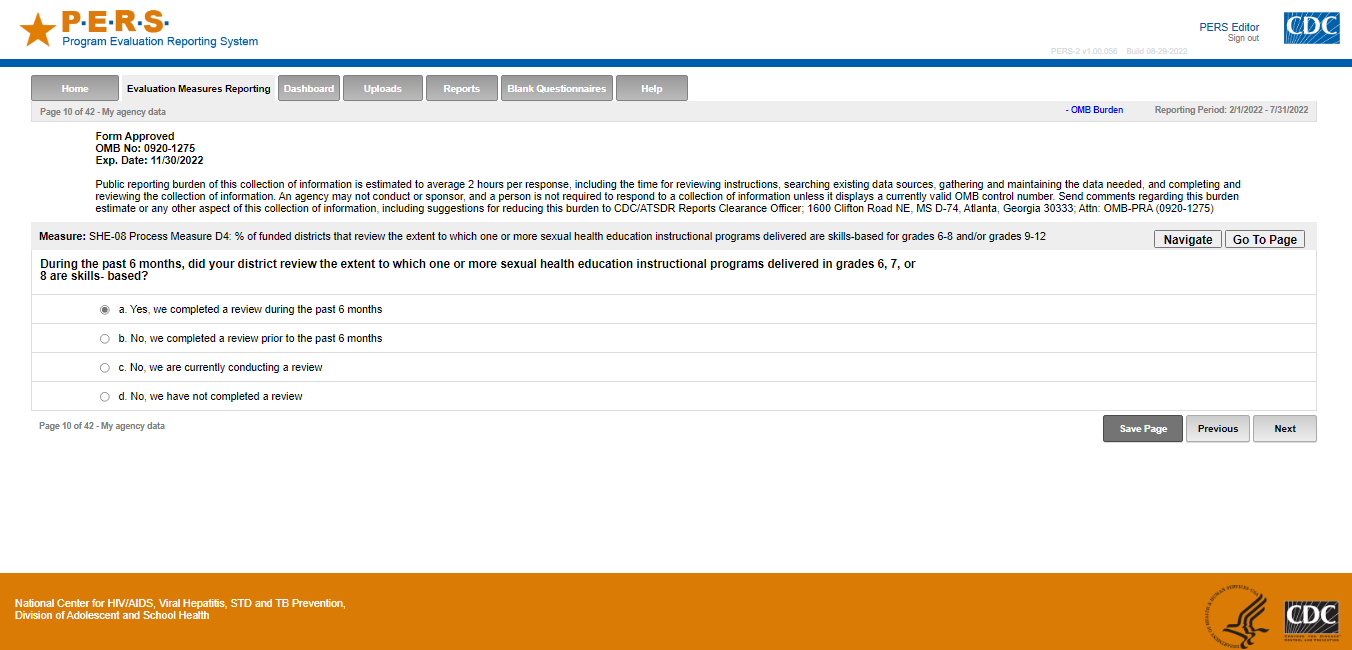 P·E·R·S·
Program Evaluation Reporting System
PERS Editor
Sign out
PERS-2 v1.00.056 Build 08-29-2022
CDC
Home Evaluation Measures Reporting Dashboard Uploads Reports Blank Questionnaires Help
Page 10 of 42 - My agency data - OMB Burden Reporting Period: 2/1/2022 - 7/31/2022
Form Approved
OMB No: 0920-1275
Exp. Date: 11/30/2022
Public reporting burden of this collection of information is estimated to average 2 hours per response, including the time for reviewing instructions, searching existing data sources, gathering and maintaining the data needed, and completing and
reviewing the collection of information. An agency may not conduct or sponsor, and a person is not required to respond to a collection of information unless it displays a currently valid OMB control number. Send comments regarding this burden
estimate or any other aspect of this collection of information, including suggestions for reducing this burden to CDC/ATSDR Reports Clearance Officer; 1600 Clifton Road NE, MS D-74, Atlanta, Georgia 30333; Attn: OMB-PRA (0920-1275)
Measure: SHE-08 Process Measure D4: % of funded districts that review the extent to which one or more sexual health education instructional programs delivered are skills-based for grades 6-8 and/or grades 9-12
Navigate Go To Page
During the past 6 months, did your district review the extent to which one or more sexual health education instructional programs delivered in grades 6, 7, or
8 are skills- based?
a. Yes, we completed a review during the past 6 months
b. No, we completed a review prior to the past 6 months
c. No, we are currently conducting a review
d. No, we have not completed a review
Page 10 of 42 - My agency data
Save Page Previous Next
National Center for HIV/AIDS, Viral Hepatitis, STD and TB Prevention,
Division of Adolescent and School Health
CDC